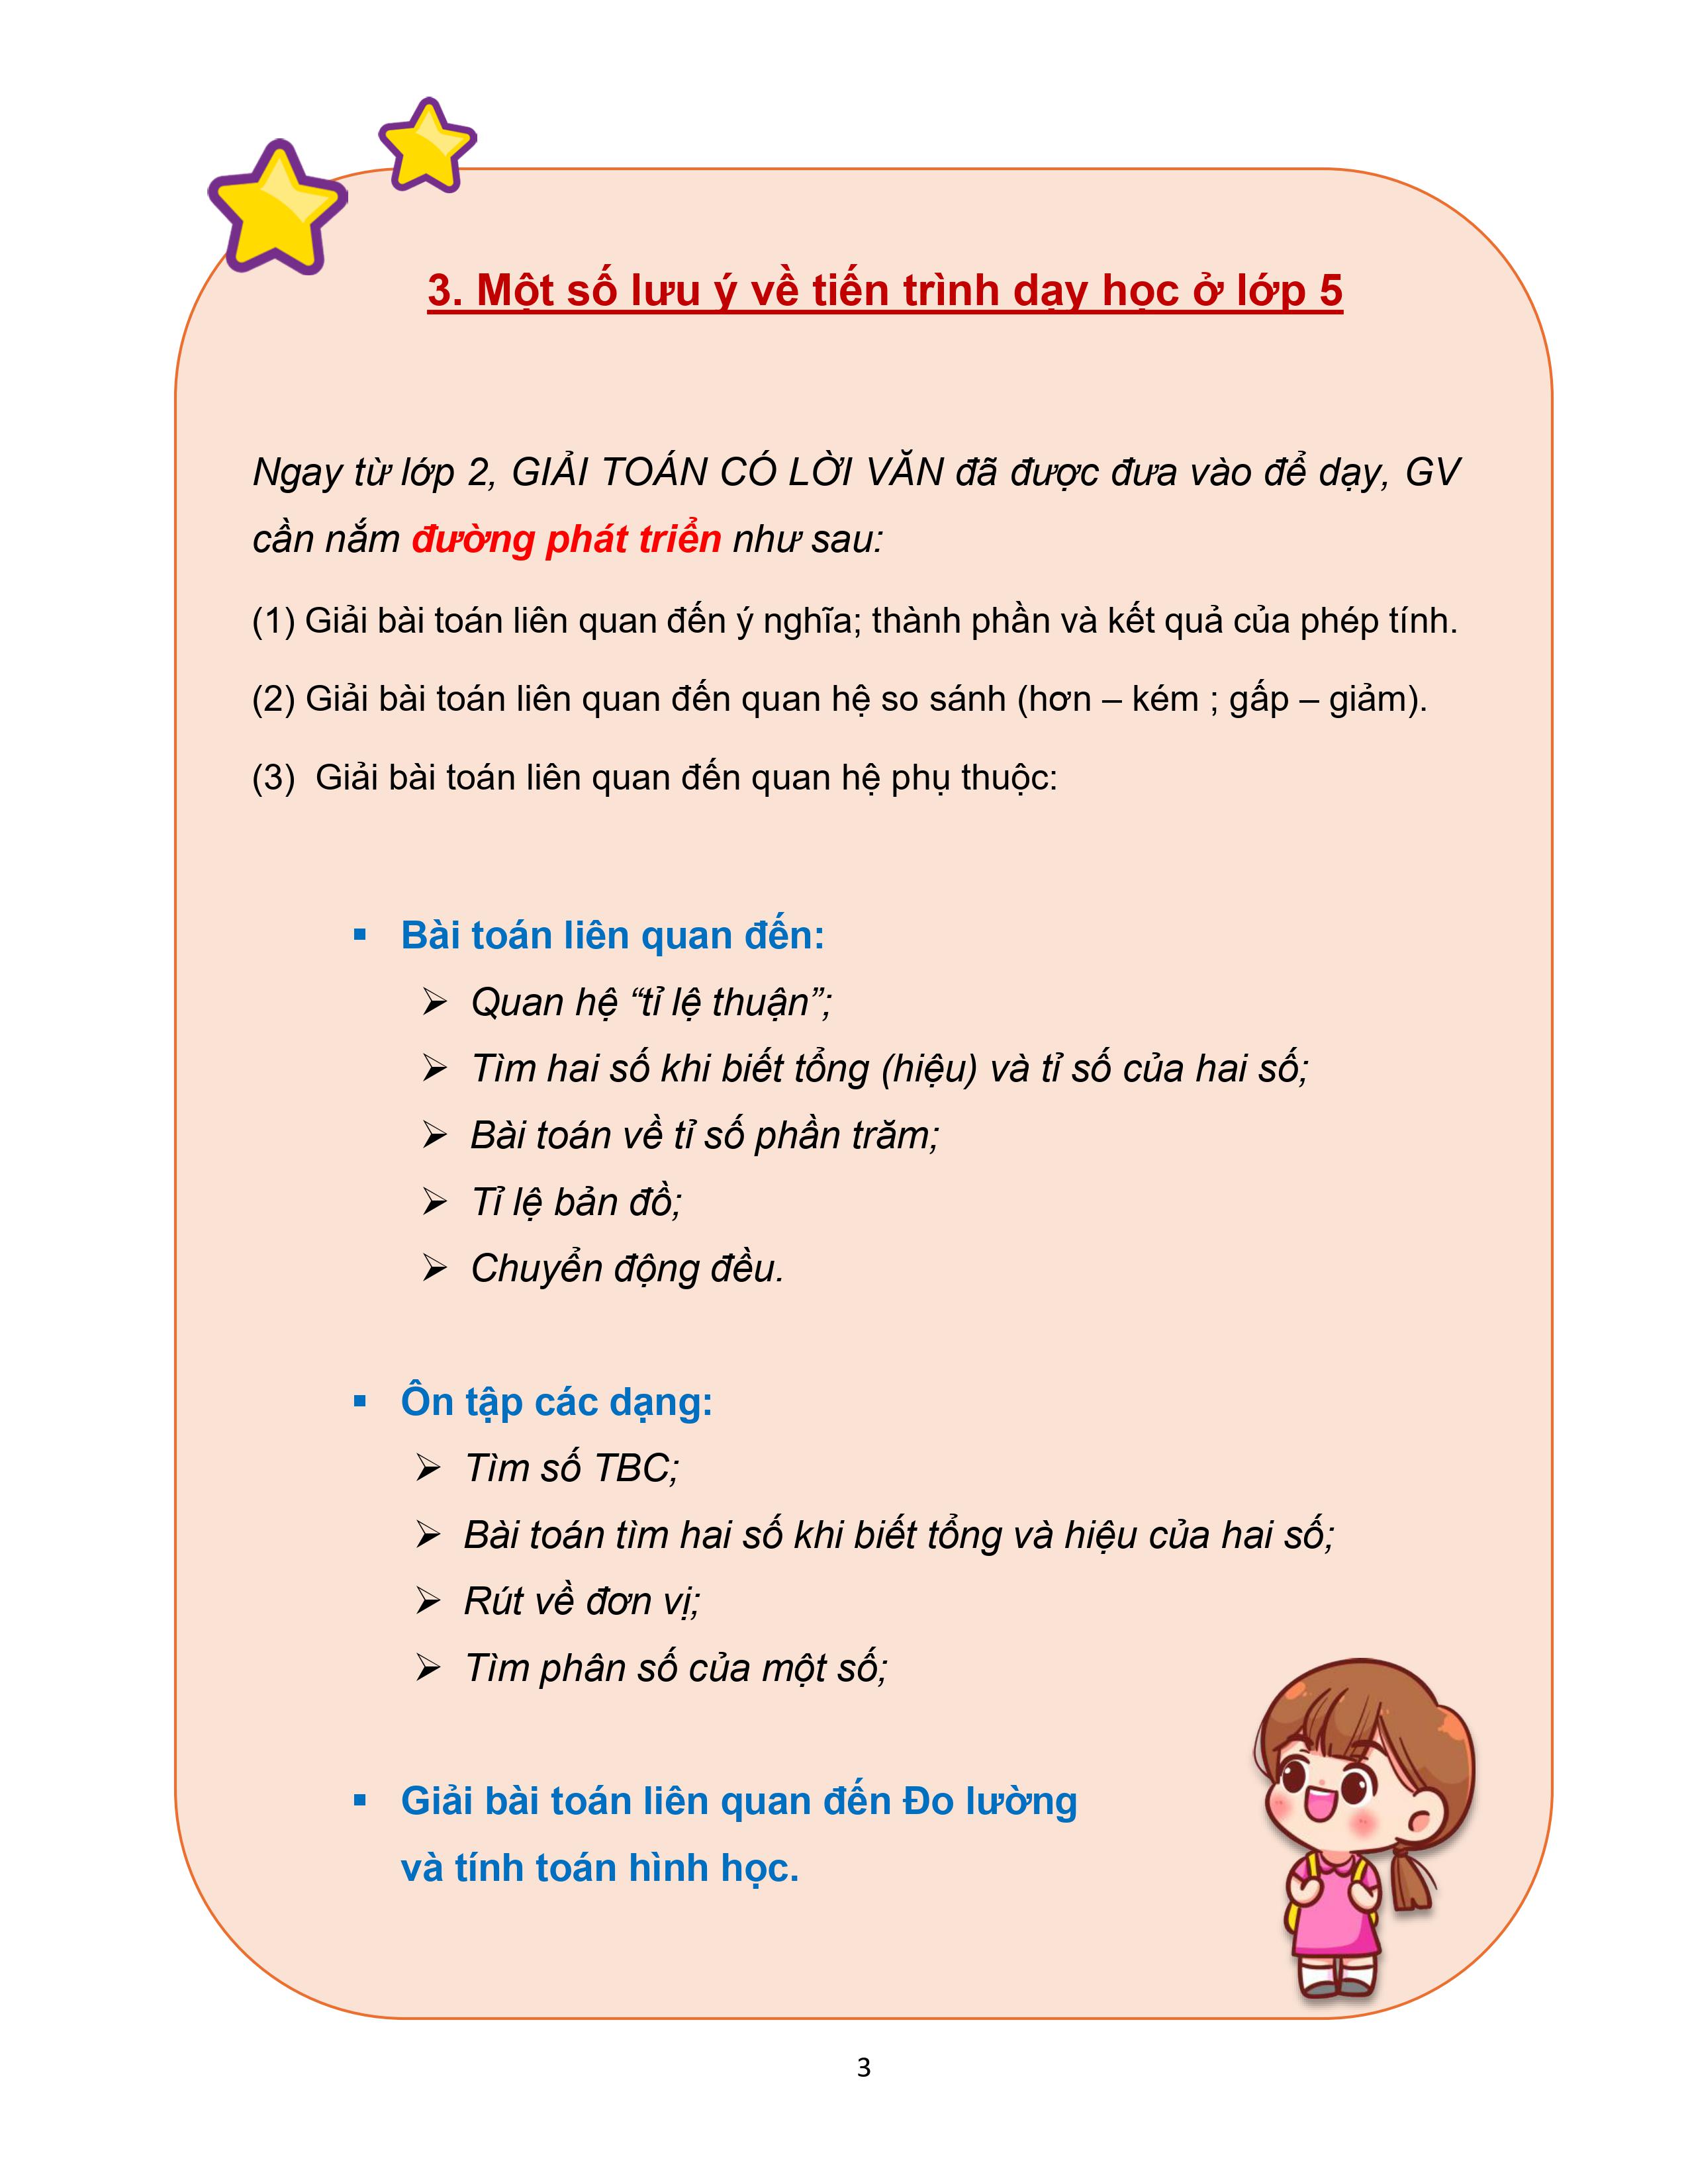 3. Một số lưu ý về tiến trình dạy học ở lớp 5
Ngay từ lớp 2, GIẢI TOÁN CÓ LỜI VĂN đã được đưa vào để dạy, GV
cần nắm đường phát triển như sau:
(1) Giải bài toán liên quan đến ý nghĩa; thành phần và kết quả của phép tính.
(2) Giải bài toán liên quan đến quan hệ so sánh (hơn – kém ; gấp – giảm).
(3) Giải bài toán liên quan đến quan hệ phụ thuộc:
▪ Bài toán liên quan đến:
➢ Quan hệ “tỉ lệ thuận”;
➢ Tìm hai số khi biết tổng (hiệu) và tỉ số của hai số;
➢ Bài toán về tỉ số phần trăm;
➢ Tỉ lệ bản đồ;
➢ Chuyển động đều.
▪ Ôn tập các dạng:
➢ Tìm số TBC;
➢ Bài toán tìm hai số khi biết tổng và hiệu của hai số;
➢ Rút về đơn vị;
➢ Tìm phân số của một số;
▪ Giải bài toán liên quan đến Đo lường
và tính toán hình học.
3